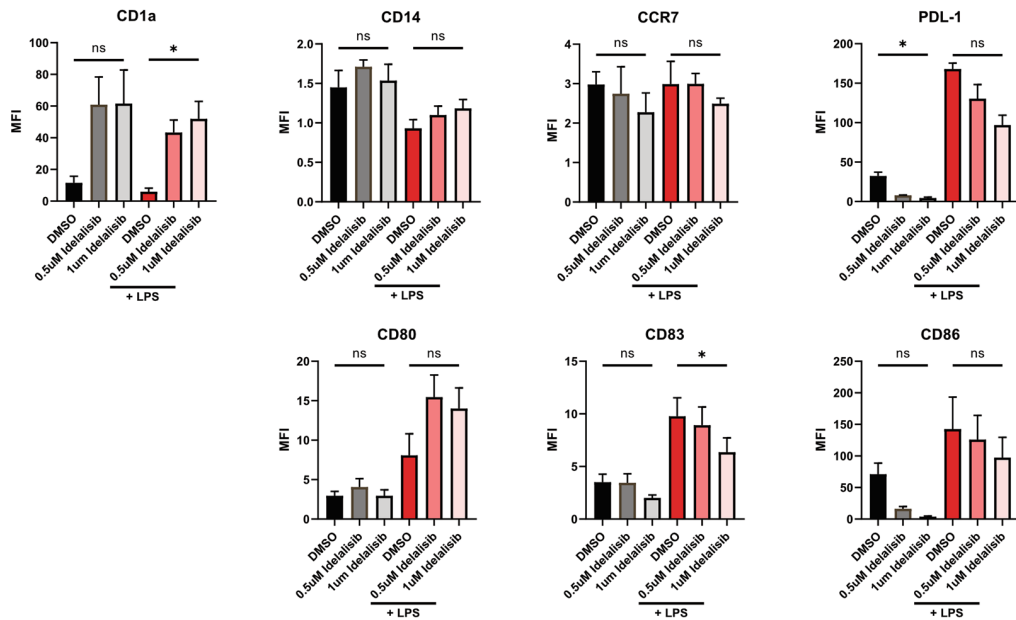 CD1a
ns
*
MFI
100
80
60
40
20
0
DMSO
0.5uM Idelalisib
1um Idelalisib
DMSO
0.5uM Idelalisib
1uM Idelalisib
+ LPS
CD14
ns
ns
MFI
2.0
1.5
1.0
0.5
0.0
DMSO
0.5uM Idelalisib
1um Idelalisib
DMSO
0.5uM Idelalisib
1uM Idelalisib
+ LPS
CCR7
ns
ns
MFI
4
3
2
1
0
DMSO
0.5uM Idelalisib
1um Idelalisib
DMSO
0.5uM Idelalisib
1uM Idelalisib
+ LPS
PDL-1
*
ns
MFI
200
150
100
50
0
DMSO
0.5uM Idelalisib
1um Idelalisib
DMSO
0.5uM Idelalisib
1uM Idelalisib
+ LPS
CD80
ns
ns
MFI
20
15
10
5
0
DMSO
0.5uM Idelalisib
1um Idelalisib
DMSO
0.5uM Idelalisib
1uM Idelalisib
+ LPS
CD83
ns
*
MFI
15
10
5
0
DMSO
0.5uM Idelalisib
1um Idelalisib
DMSO
0.5uM Idelalisib
1uM Idelalisib
+ LPS
CD86
ns
ns
MFI
250
200
150
100
50
0
DMSO
0.5uM Idelalisib
1um Idelalisib
DMSO
0.5uM Idelalisib
1uM Idelalisib
+ LPS